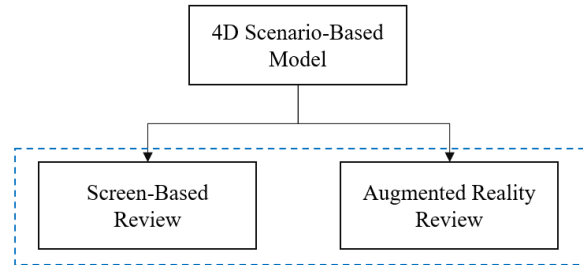 4D Scenario-Based
Model
Screen-Based
Review
Augmented Reality
Review